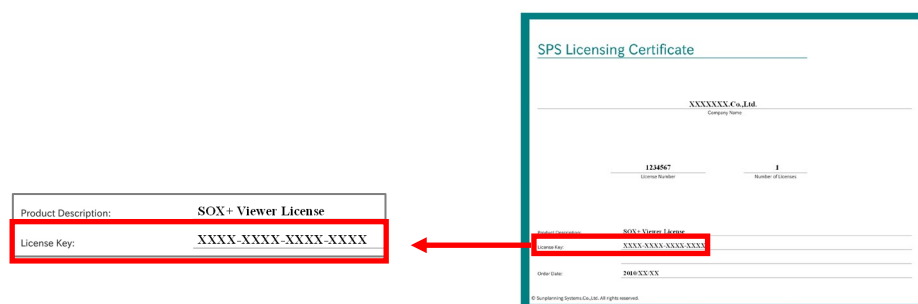 SPS Licensing Certificate
XXXXXXX.Co.,Ltd.
Company Name
1234567 1
License Number Number of Licenses
Product Description: SOX+ Viewer License
License Key: XXXX-XXXX-XXXX-XXXX
Order Date: 2010/XX/XX
© Sunplanning Systems.Co.,Ltd. All rights reserved.
Product Description: SOX+ Viewer License
License Key: XXXX-XXXX-XXXX-XXXX